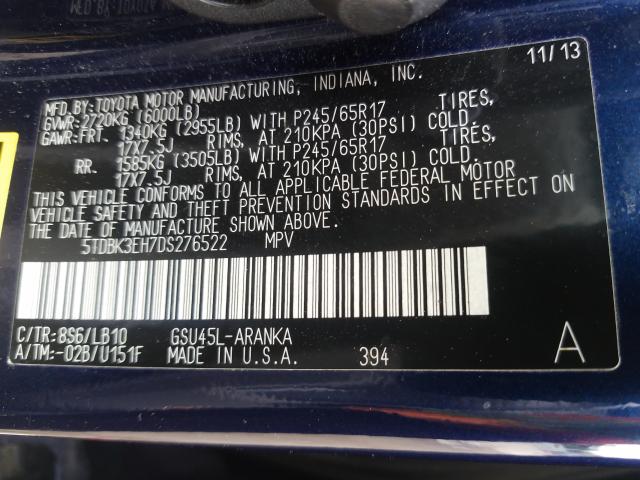 11/13
MFD.BY:TOYOTA MOTOR MANUFACTURING, INDIANA, INC.
GVWR:2720KG (6000LB)
GAWR:FRT. 1340KG (2955LB) WITH P245/65R17 TIRES,
17X7.5J RIMS, AT 210KPA (30PSI) COLD.
RR. 1585KG (3505LB) WITH P245/65R17 TIRES,
17X7.5J RIMS, AT 210KPA (30PSI) COLD.
THIS VEHICLE CONFORMS TO ALL APPLICABLE FEDERAL MOTOR
VEHICLE SAFETY AND THEFT PREVENTION STANDARDS IN EFFECT ON
THE DATE OF MANUFACTURE SHOWN ABOVE.
5TDBK3EH7DS276522 MPV
C/TR:8S6/LB10 GSU45L-ARANKA
A/TM:-02B/U151F MADE IN U.S.A. 394 A